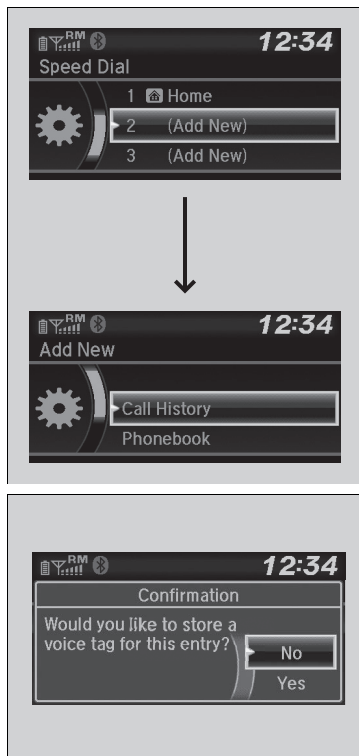 RM 12:34
Speed Dial
1 Home
2 (Add New)
3 (Add New)
RM 12:34
Add New
Call History
Phonebook
RM 12:34
Confirmation
Would you like to store a
voice tag for this entry?
No
Yes